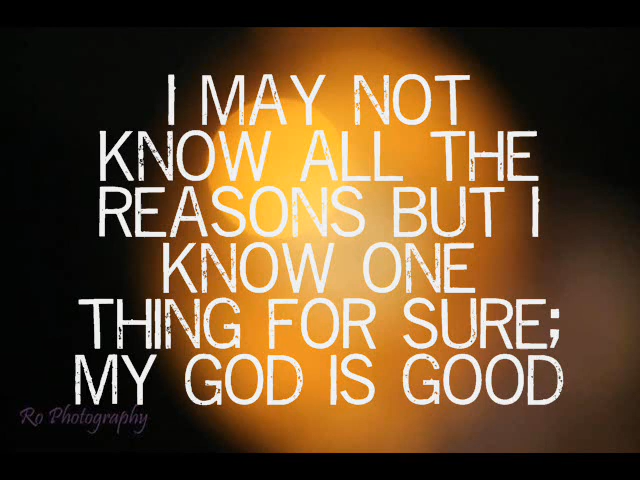 I MAY NOT
KNOW ALL THE
REASONS BUT I
KNOW ONE
THING FOR SURE;
MY GOD IS GOOD
Ro Photography